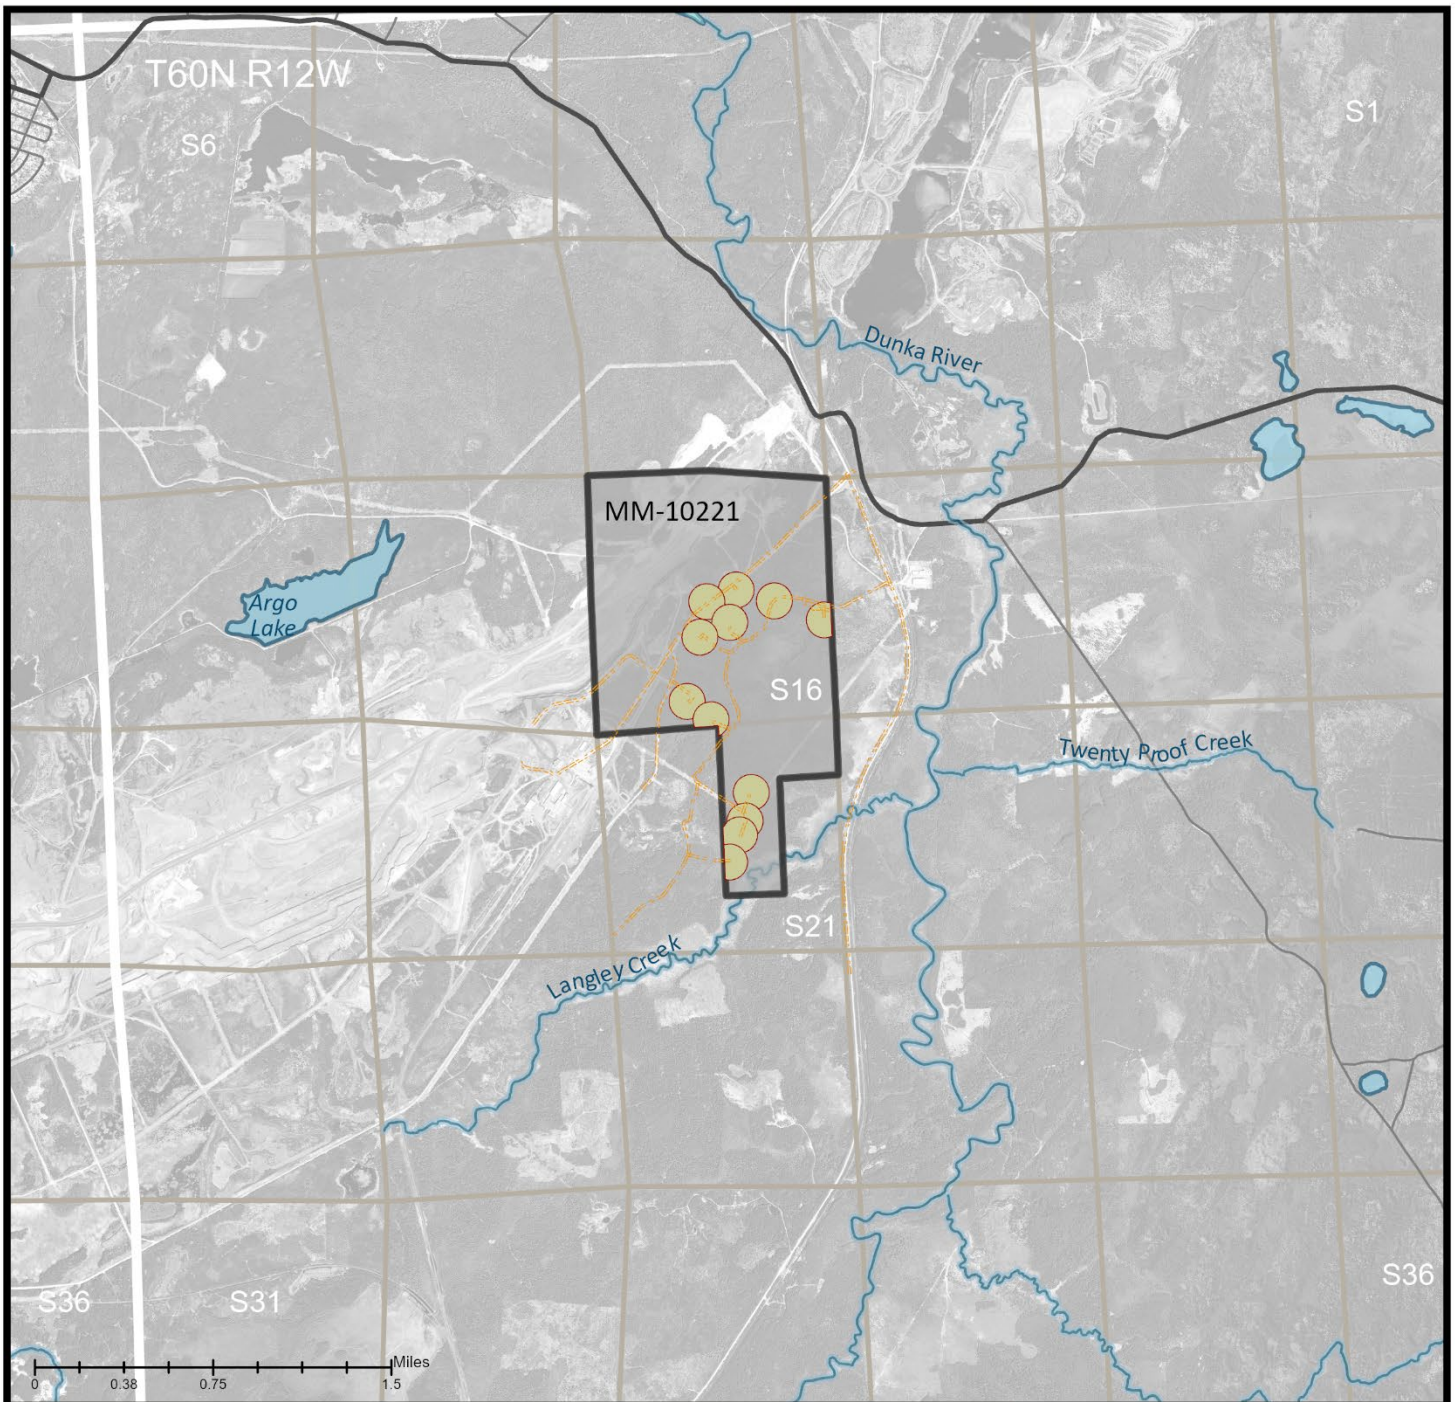 T60N R12W
S1
S6
Dunka River
MM-10221
Argo
Lake
S16
Twenty Proof Creek
S21
Langley Creek
S36
S36
S31
Miles
0 0.38 0.75 1.5